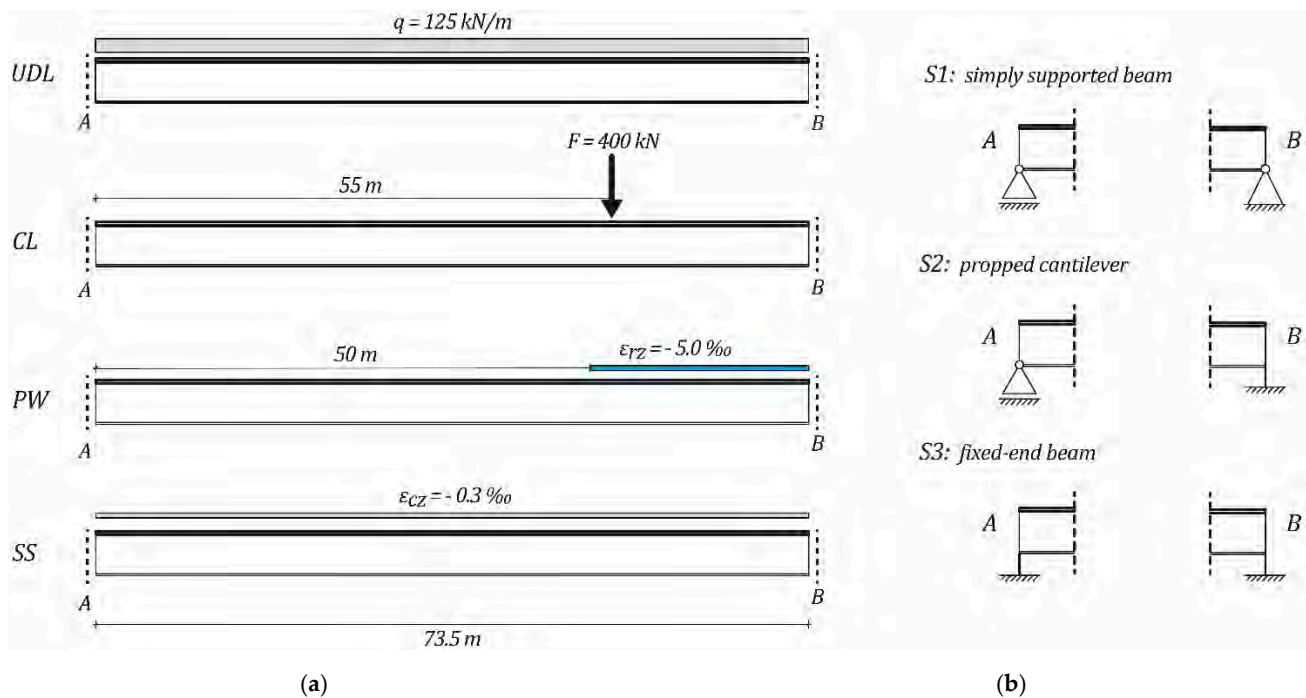 q = 125 kN/m
UDL
A
B
F = 400 kN
55 m
CL
A
B
50 m
εrz = - 5.0 ‰
PW
A
B
εcz = - 0.3 ‰
SS
A
B
73.5 m
(a)
S1: simply supported beam
A
B
S2: propped cantilever
A
B
S3: fixed-end beam
A
B
(b)